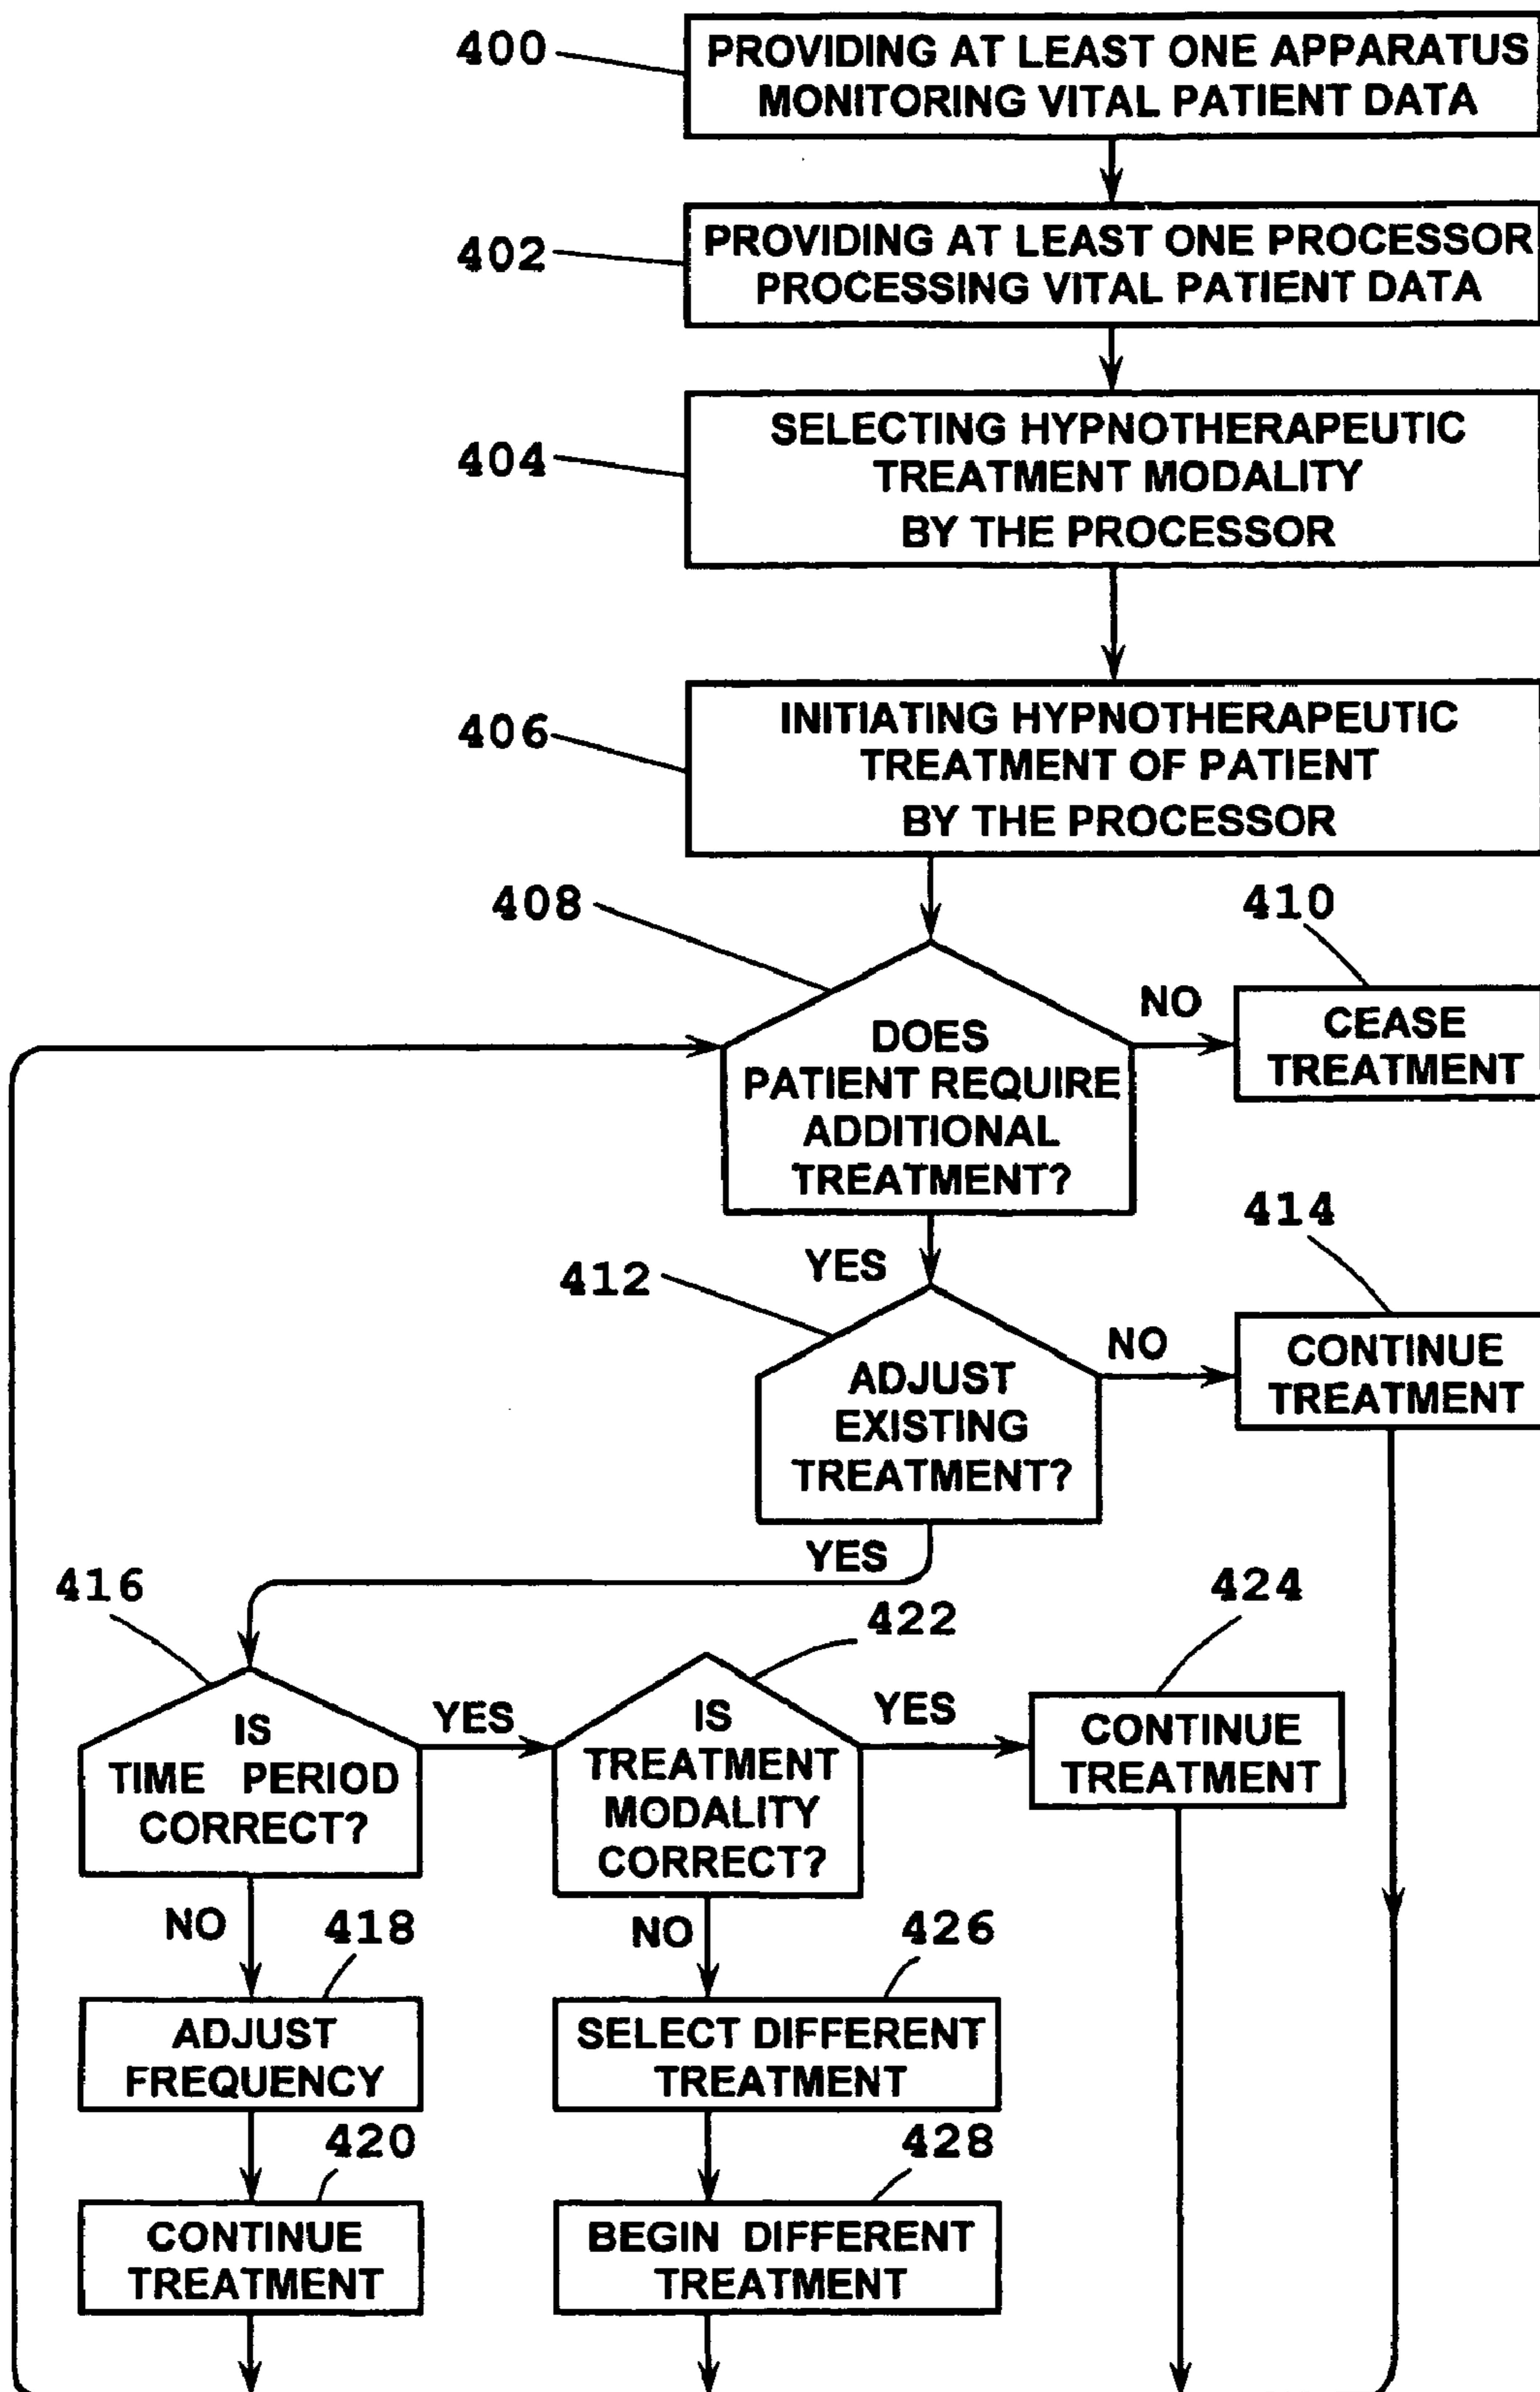 400
PROVIDING AT LEAST ONE APPARATUS
MONITORING VITAL PATIENT DATA
402
PROVIDING AT LEAST ONE PROCESSOR
PROCESSING VITAL PATIENT DATA
404
SELECTING HYPNOTHERAPEUTIC
TREATMENT MODALITY
BY THE PROCESSOR
406
INITIATING HYPNOTHERAPEUTIC
TREATMENT OF PATIENT
BY THE PROCESSOR
408
DOES
PATIENT REQUIRE
ADDITIONAL
TREATMENT?
NO
410
CEASE
TREATMENT
YES
412
ADJUST
EXISTING
TREATMENT?
NO
414
CONTINUE
TREATMENT
YES
416
IS
TIME PERIOD
CORRECT?
YES
422
IS
TREATMENT
MODALITY
CORRECT?
YES
424
CONTINUE
TREATMENT
NO
418
ADJUST
FREQUENCY
NO
426
SELECT DIFFERENT
TREATMENT
420
CONTINUE
TREATMENT
428
BEGIN DIFFERENT
TREATMENT